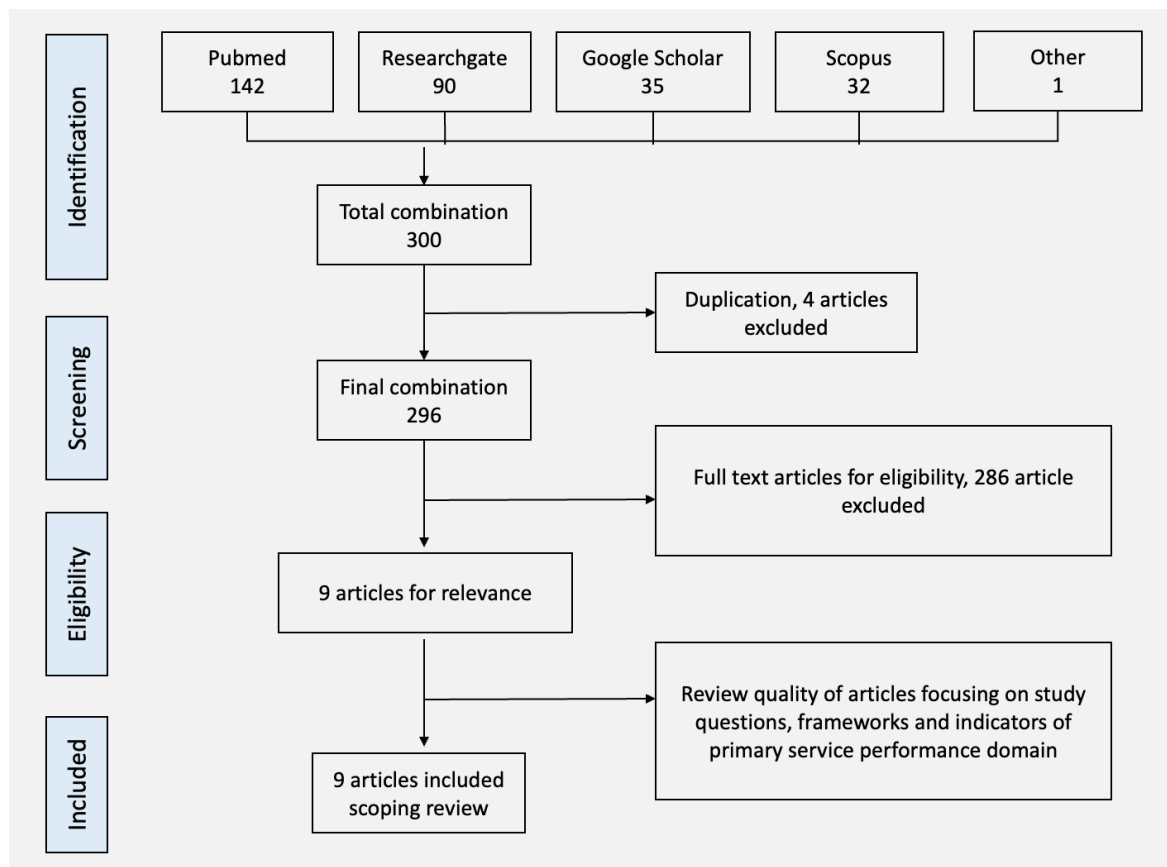 Identification
Pubmed
142
Researchgate
90
Google Scholar
35
Scopus
32
Other
1
Total combination
300
Duplication, 4 articles
excluded
Screening
Final combination
296
Full text articles for eligibility, 286 article
excluded
Eligibility
9 articles for relevance
Review quality of articles focusing on study
questions, frameworks and indicators of
primary service performance domain
Included
9 articles included
scoping review